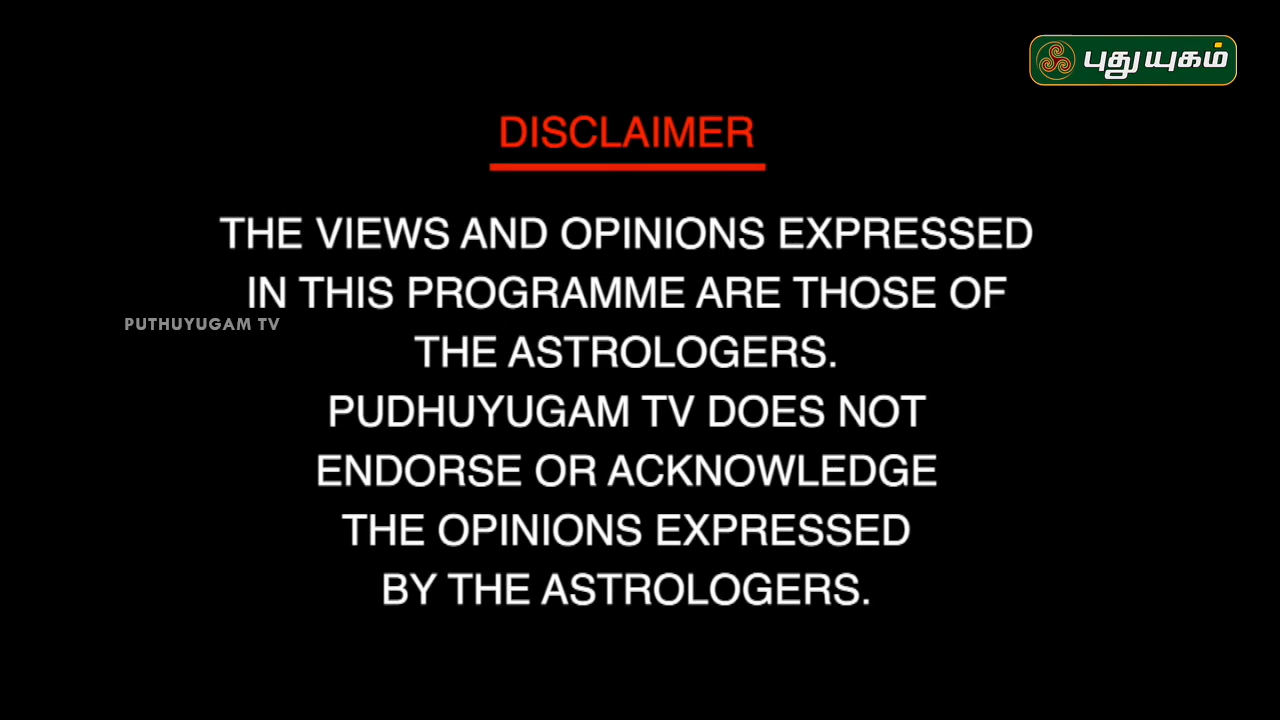 புதுயுகம்
DISCLAIMER
THE VIEWS AND OPINIONS EXPRESSED
IN THIS PROGRAMME ARE THOSE OF
PUTHUYUGAM TV
THE ASTROLOGERS.
PUDHUYUGAM TV DOES NOT
ENDORSE OR ACKNOWLEDGE
THE OPINIONS EXPRESSED
BY THE ASTROLOGERS.